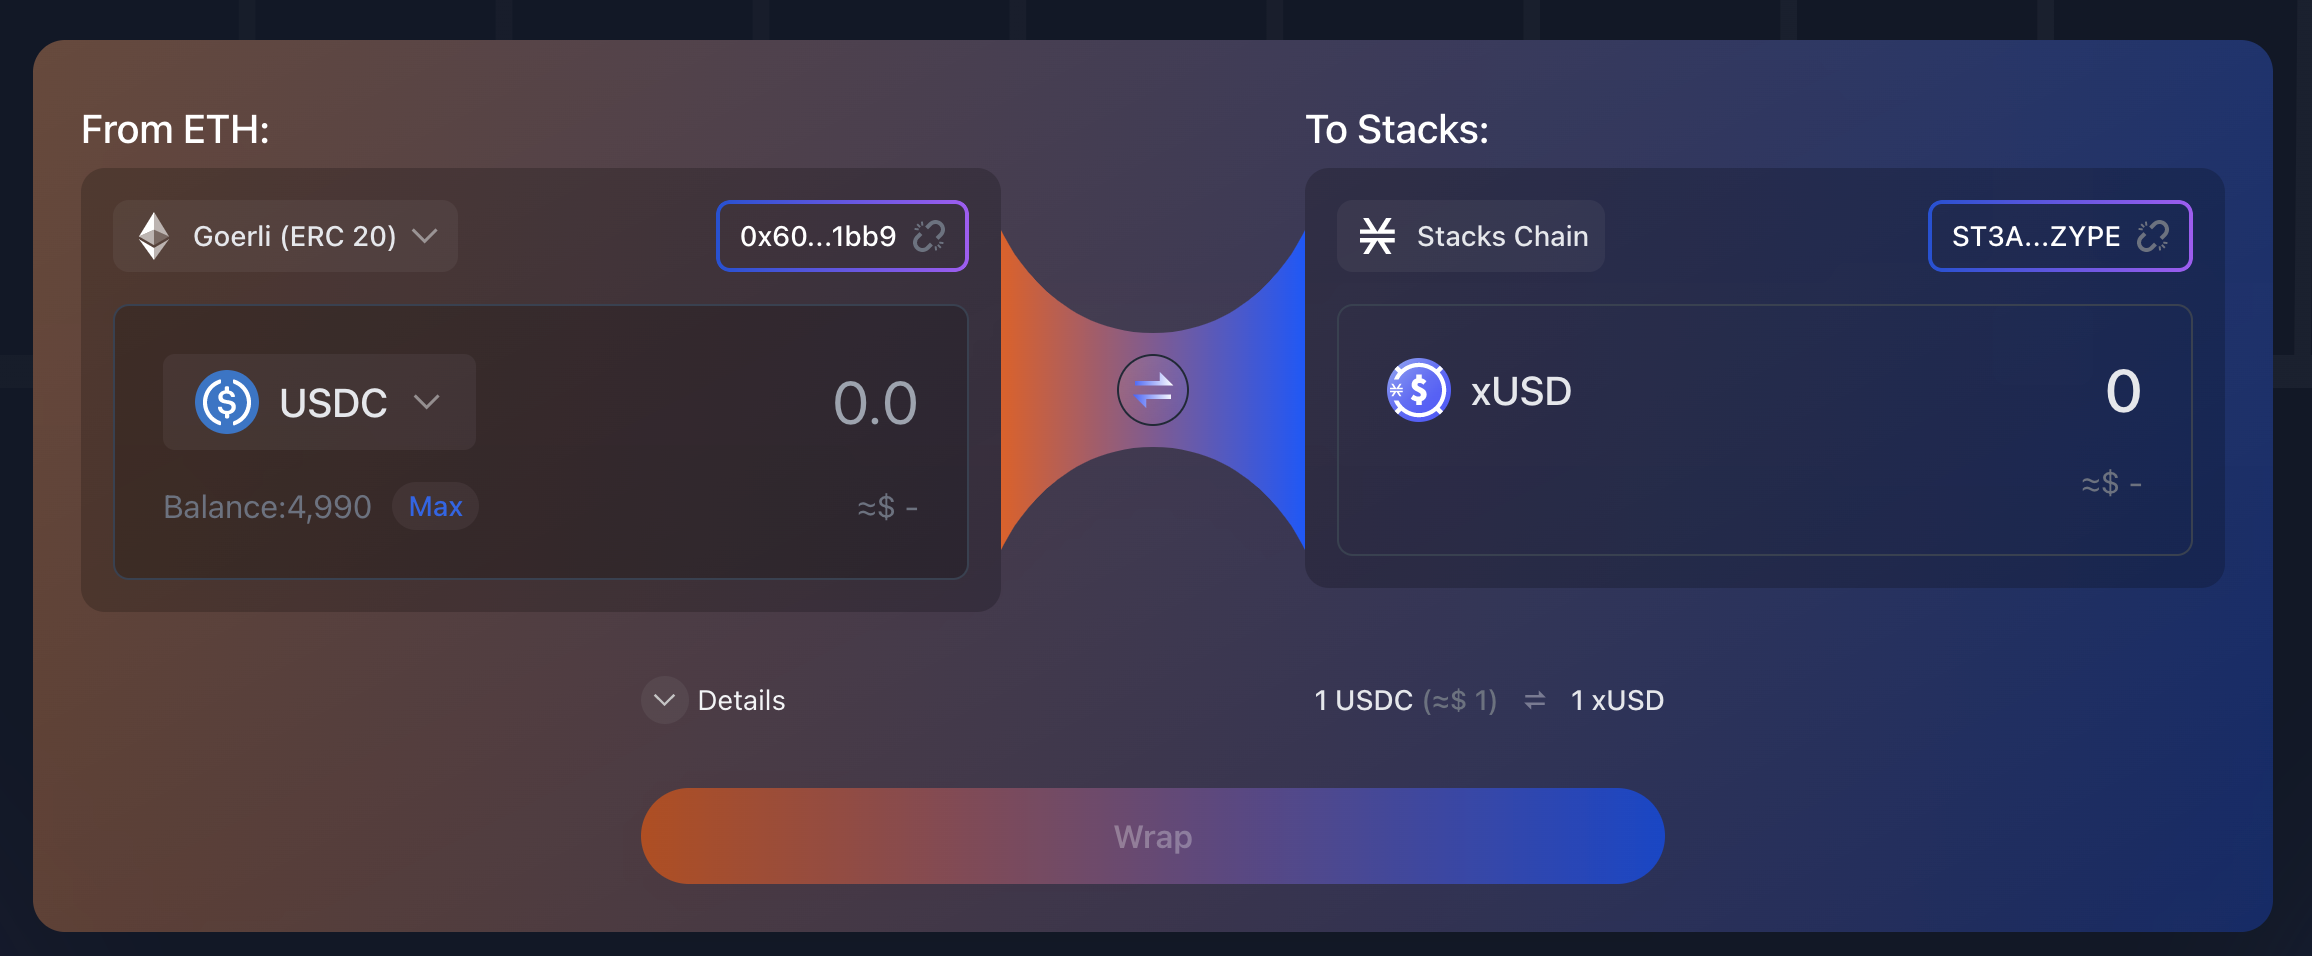 From ETH:
To Stacks:
Goerli (ERC 20)
0x60...1bb9
Stacks Chain
ST3A...ZYPE
USDC
0.0
xUSD
0
Balance:4,990
Max
≈$ -
≈$ -
Details
1 USDC (≈$ 1) ⇌ 1 xUSD
Wrap